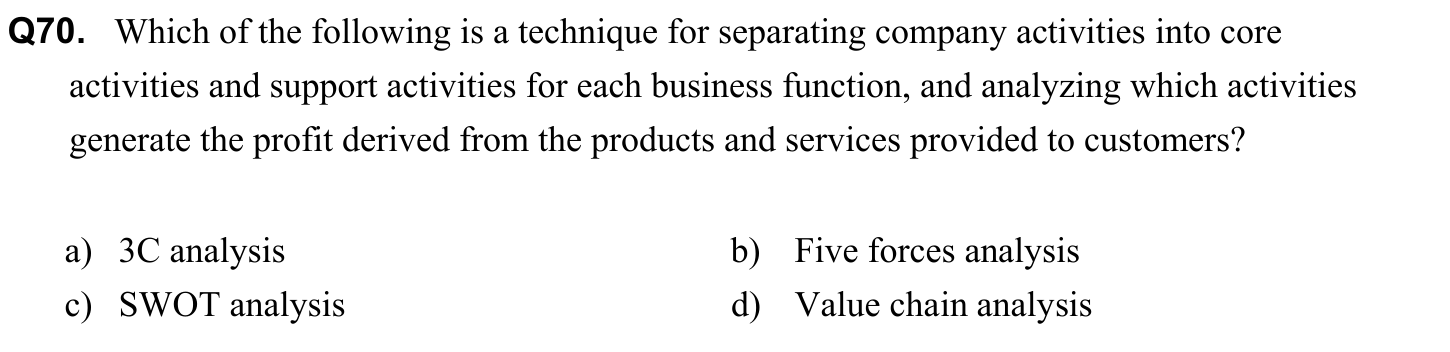 Q70. Which of the following is a technique for separating company activities into core
activities and support activities for each business function, and analyzing which activities
generate the profit derived from the products and services provided to customers?
a) 3C analysis b) Five forces analysis
c) SWOT analysis d) Value chain analysis